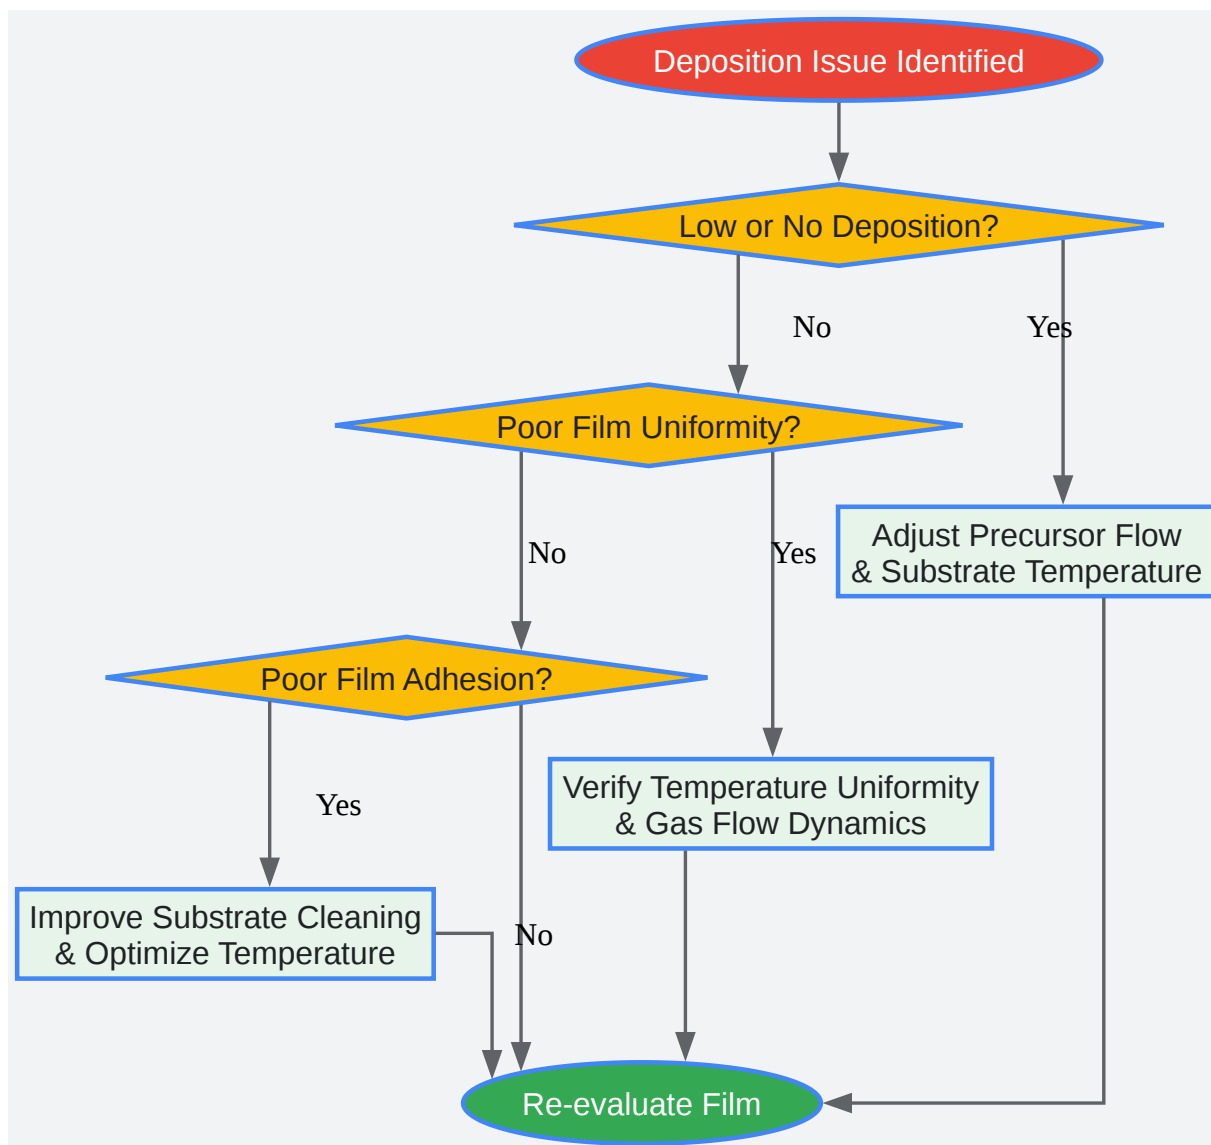 Deposition Issue Identified
Low or No Deposition?
No
Yes
Poor Film Uniformity?
Adjust Precursor Flow
& Substrate Temperature
No
Yes
Poor Film Adhesion?
Verify Temperature Uniformity
& Gas Flow Dynamics
Yes
Improve Substrate Cleaning
& Optimize Temperature
No
Re-evaluate Film